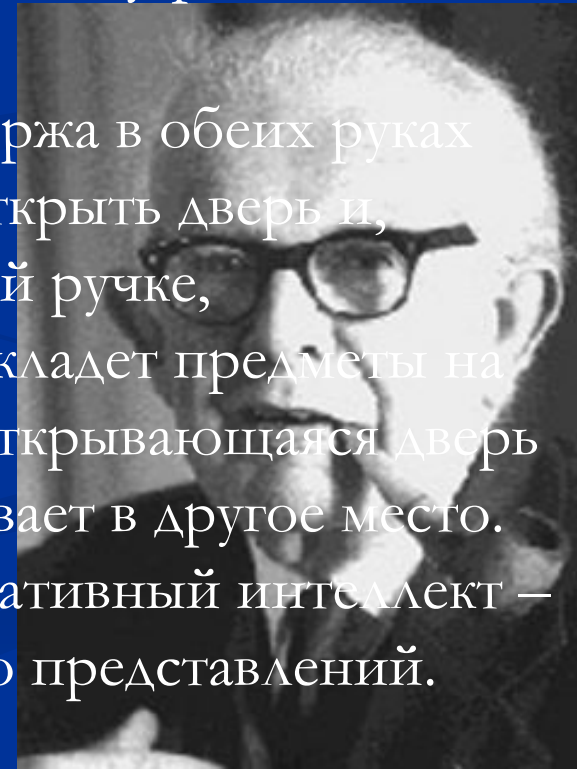 ржа в обеих руках
ткрыть дверь и,
й ручке,
кладет предметы на
ткрывающаяся дверь
вает в другое место.
ативный интеллект –
о представлений.